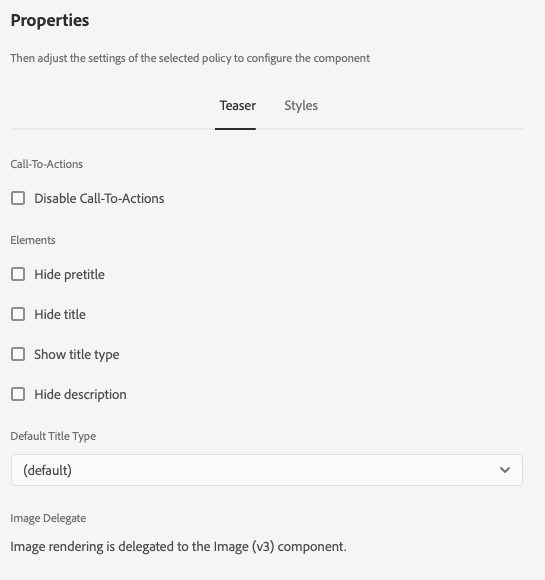 Properties
Then adjust the settings of the selected policy to configure the component
Teaser Styles
Call-To-Actions
Disable Call-To-Actions
Elements
Hide pretitle
Hide title
Show title type
Hide description
Default Title Type
(default)
Image Delegate
Image rendering is delegated to the Image (v3) component.